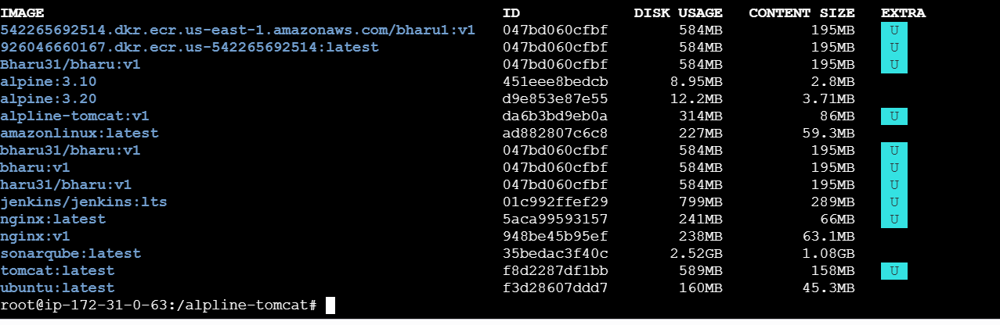 IMAGE ID DISK USAGE CONTENT SIZE EXTRA
542265692514.dkr.ecr.us-east-1.amazonaws.com/bharu1:v1 047bd060cfbf 584MB 195MB U
926046660167.dkr.ecr.us-542265692514:latest 047bd060cfbf 584MB 195MB U
Bharu31/bharu:v1 047bd060cfbf 584MB 195MB U
alpine:3.10 451eee8bedcb 8.95MB 2.8MB
alpine:3.20 d9e853e87e55 12.2MB 3.71MB
alpline-tomcat:v1 da6b3bd9eb0a 314MB 86MB U
amazonlinux:latest ad882807c6c8 227MB 59.3MB
bharu31/bharu:v1 047bd060cfbf 584MB 195MB U
bharu:v1 047bd060cfbf 584MB 195MB U
haru31/bharu:v1 047bd060cfbf 584MB 195MB U
jenkins/jenkins:lts 01c992ffef29 799MB 289MB U
nginx:latest 5aca99593157 241MB 66MB U
nginx:v1 948be45b95ef 238MB 63.1MB
sonarqube:latest 35bedac3f40c 2.52GB 1.08GB
tomcat:latest f8d2287df1bb 589MB 158MB U
ubuntu:latest f3d28607ddd7 160MB 45.3MB
root@ip-172-31-0-63:/alpline-tomcat#